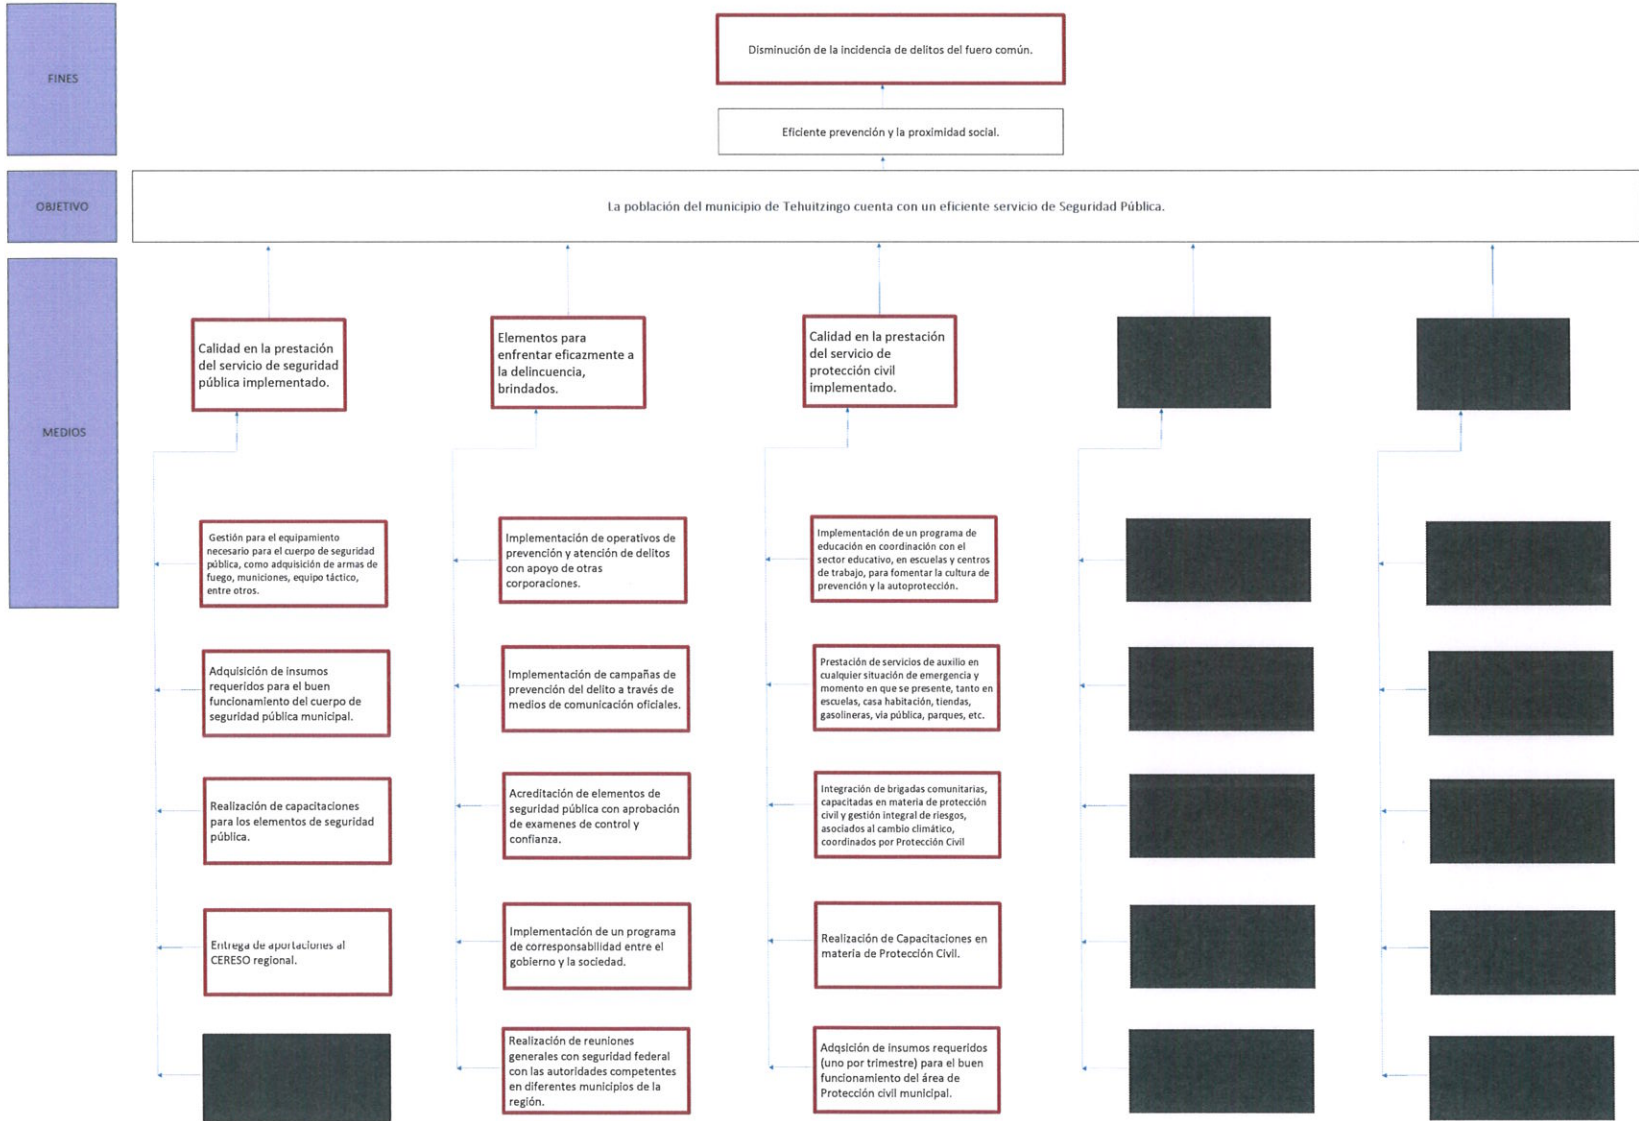 FINES
Disminución de la incidencia de delitos del fuero común.
Eficiente prevención y la proximidad social.
OBJETIVO
La población del municipio de Tehuitzingo cuenta con un eficiente servicio de Seguridad Pública.
MEDIOS
Calidad en la prestación
del servicio de seguridad
pública implementado.
Gestión para el equipamiento
necesario para el cuerpo de seguridad
pública, como adquisición de armas de
fuego, municiones, equipo táctico,
entre otros.
Adquisición de insumos
requeridos para el buen
funcionamiento del cuerpo de
seguridad pública municipal.
Realización de capacitaciones
para los elementos de seguridad
pública.
Entrega de aportaciones al
CERESO regional.
Elementos para
enfrentar eficazmente a
la delincuencia,
brindados.
Implementación de operativos de
prevención y atención de delitos
con apoyo de otras
corporaciones.
Implementación de campañas de
prevención del delito a través de
medios de comunicación oficiales.
Acreditación de elementos de
seguridad pública con aprobación
de examenes de control y
confianza.
Implementación de un programa
de corresponsabilidad entre el
gobierno y la sociedad.
Realización de reuniones
generales con seguridad federal
con las autoridades competentes
en diferentes municipios de la
región.
Calidad en la prestación
del servicio de
protección civil
implementado.
Implementación de un programa de
educación en coordinación con el
sector educativo, en escuelas y centros
de trabajo, para fomentar la cultura de
prevención y la autoprotección.
Prestación de servicios de auxilio en
cualquier situación de emergencia y
momento en que se presente, tanto en
escuelas, casa habitación, tiendas,
gasolineras, via pública, parques, etc.
Integración de brigadas comunitarias,
capacitadas en materia de protección
civil y gestión integral de riesgos,
asociados al cambio climático,
coordinados por Protección Civil
Realización de Capacitaciones en
materia de Protección Civil.
Adqsición de insumos requeridos
(uno por trimestre) para el buen
funcionamiento del área de
Protección civil municipal.